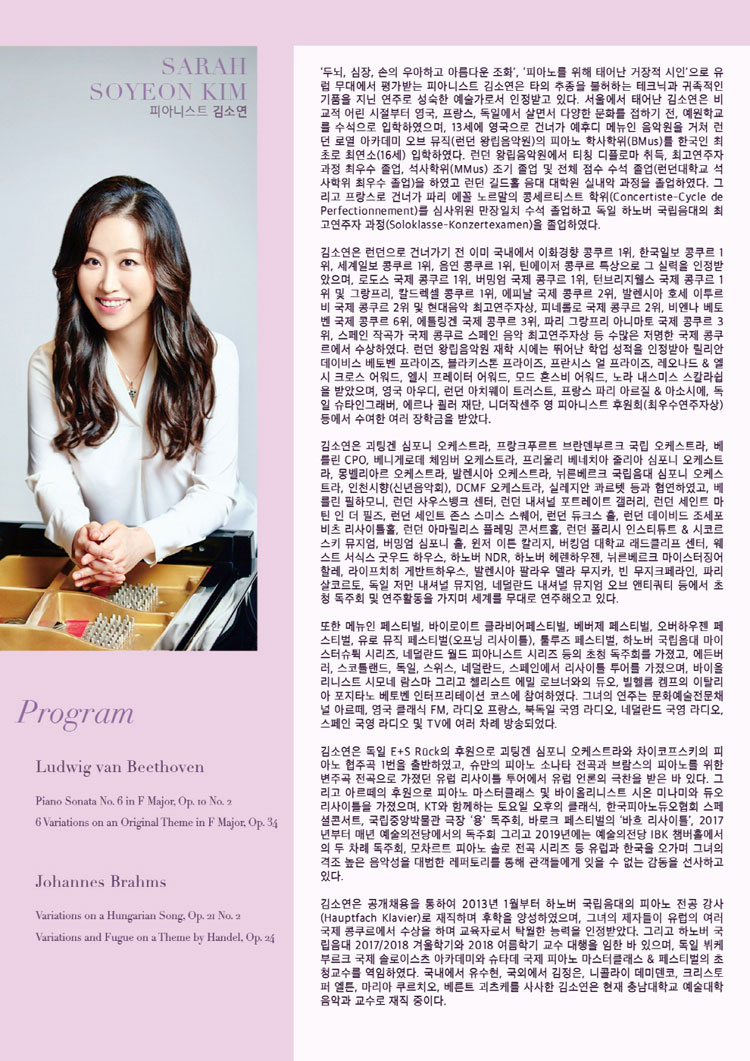 SARAH
SOYEON KIM
피아니스트 김소연
Program
Ludwig van Beethoven
Piano Sonata No. 6 in F Major, Op. 10 No. 2
6 Variations on an Original Theme in F Major, Op. 34
Johannes Brahms
Variations on a Hungarian Song, Op. 21 No. 2
Variations and Fugue on a Theme by Handel, Op. 24
'두뇌, 심장, 손의 우아하고 아름다운 조화', '피아노를 위해 태어난 거장적 시인'으로 유
럽 무대에서 평가받는 피아니스트 김소연은 타의 추종을 불허하는 테크닉과 귀족적인
기품을 지닌 연주로 성숙한 예술가로서 인정받고 있다. 서울에서 태어난 김소연은 비
교적 어린 시절부터 영국, 프랑스, 독일에서 살면서 다양한 문화를 접하기 전, 예원학교
를 수석으로 입학하였으며, 13세에 영국으로 건너가 예후디 메뉴인 음악원을 거쳐 런
던 로열 아카데미 오브 뮤직(런던 왕립음악원)의 피아노 학사학위(BMus)를 한국인 최
초로 최연소(16세) 입학하였다. 런던 왕립음악원에서 티칭 디플로마 취득, 최고연주자
과정 최우수 졸업, 석사학위(MMus) 조기 졸업 및 전체 점수 수석 졸업(런던대학교 석
사학위 최우수 졸업)을 하였고 런던 길드홀 음대 대학원 실내악 과정을 졸업하였다. 그
리고 프랑스로 건너가 파리 에꼴 노르말의 콩세르티스트 학위(Concertiste-Cycle de
Perfectionnement)를 심사위원 만장일치 수석 졸업하고 독일 하노버 국립음대의 최
고연주자 과정(Soloklasse-Konzertexamen)을 졸업하였다.
김소연은 런던으로 건너가기 전 이미 국내에서 이화경향 콩쿠르 1위, 한국일보 콩쿠르 1
위, 세계일보 콩쿠르 1위, 음연 콩쿠르 1위, 틴에이저 콩쿠르 특상으로 그 실력을 인정받
았으며, 로도스 국제 콩쿠르 1위, 버밍엄 국제 콩쿠르 1위, 턴브리지웰스 국제 콩쿠르 1
위 및 그랑프리, 칼드렉셀 콩쿠르 1위, 에피날 국제 콩쿠르 2위, 발렌시아 호세 이투르
비 국제 콩쿠르 2위 및 현대음악 최고연주자상, 피네롤로 국제 콩쿠르 2위, 비엔나 베토
벤 국제 콩쿠르 6위, 에틀링겐 국제 콩쿠르 3위, 파리 그랑프리 아니마토 국제 콩쿠르 3
위, 스페인 작곡가 국제 콩쿠르 스페인 음악 최고연주자상 등 수많은 저명한 국제 콩쿠
르에서 수상하였다. 런던 왕립음악원 재학 시에는 뛰어난 학업 성적을 인정받아 릴리안
데이비스 베토벤 프라이즈, 블라키스톤 프라이즈, 프란시스 얼 프라이즈, 레오나드 & 엘
시 크로스 어워드, 엘시 프레이터 어워드, 모드 혼스비 어워드, 노라 내스미스 스칼라쉽
을 받았으며, 영국 아우디, 런던 아치웨이 트러스트, 프랑스 파리 아르질 & 아소시에, 독
일 슈타인그래버, 에르나 쾰러 재단, 니더작센주 영 피아니스트 후원회(최우수연주자상)
등에서 수여한 여러 장학금을 받았다.
김소연은 괴팅겐 심포니 오케스트라, 프랑크푸르트 브란덴부르크 국립 오케스트라, 베
를린 CPO, 베니게로데 체임버 오케스트라, 프리울리 베네치아 줄리아 심포니 오케스트
라, 몽벨리아르 오케스트라, 발렌시아 오케스트라, 뉘른베르크 국립음대 심포니 오케스
트라, 인천시향(신년음악회), DCMF 오케스트라, 실레지안 콰르텟 등과 협연하였고, 베
를린 필하모니, 런던 사우스뱅크 센터, 런던 내셔널 포트레이트 갤러리, 런던 세인트 마
틴 인 더 필즈, 런던 세인트 존스 스미스 스퀘어, 런던 듀크스 홀, 런던 데이비드 조세포
비츠 리사이틀홀, 런던 아마릴리스 플레밍 콘서트홀, 런던 폴리시 인스티튜트 & 시코르
스키 뮤지엄, 버밍엄 심포니 홀, 윈저 이튼 칼리지, 버킹엄 대학교 래드클리프 센터, 웨
스트 서식스 굿우드 하우스, 하노버 NDR, 하노버 헤렌하우젠, 뉘른베르크 마이스터징어
할레, 라이프치히 게반트하우스, 발렌시아 팔라우 델라 무지카, 빈 무지크페라인, 파리
살코르토, 독일 저먼 내셔널 뮤지엄, 네덜란드 내셔널 뮤지엄 오브 앤티쿼티 등에서 초
청 독주회 및 연주활동을 가지며 세계를 무대로 연주해오고 있다.
또한 메뉴인 페스티벌, 바이로이트 클라비어페스티벌, 베버제 페스티벌, 오버하우젠 페
스티벌, 유로 뮤직 페스티벌(오프닝 리사이틀), 툴루즈 페스티벌, 하노버 국립음대 마이
스터슈튁 시리즈, 네덜란드 월드 피아니스트 시리즈 등의 초청 독주회를 가졌고, 에든버
러, 스코틀랜드, 독일, 스위스, 네덜란드, 스페인에서 리사이틀 투어를 가졌으며, 바이올
리니스트 시모네 람스마 그리고 첼리스트 에밀 로브너와의 듀오, 빌헬름 켐프의 이탈리
아 포지타노 베토벤 인터프리테이션 코스에 참여하였다. 그녀의 연주는 문화예술전문채
널 아르떼, 영국 클래식 FM, 라디오 프랑스, 북독일 국영 라디오, 네덜란드 국영 라디오,
스페인 국영 라디오 및 TV에 여러 차례 방송되었다.
김소연은 독일 E+S Rück의 후원으로 괴팅겐 심포니 오케스트라와 차이코프스키의 피
아노 협주곡 1번을 출반하였고, 슈만의 피아노 소나타 전곡과 브람스의 피아노를 위한
변주곡 전곡으로 가졌던 유럽 리사이틀 투어에서 유럽 언론의 극찬을 받은 바 있다. 그
리고 아르떼의 후원으로 피아노 마스터클래스 및 바이올리니스트 시온 미나미와 듀오
리사이틀을 가졌으며, KT와 함께하는 토요일 오후의 클래식, 한국피아노듀오협회 스페
셜콘서트, 국립중앙박물관 극장 '용' 독주회, 바로크 페스티벌의 '바흐 리사이틀', 2017
년부터 매년 예술의전당에서의 독주회 그리고 2019년에는 예술의전당 IBK 챔버홀에서
의 두 차례 독주회, 모차르트 피아노 솔로 전곡 시리즈 등 유럽과 한국을 오가며 그녀의
격조 높은 음악성을 대범한 레퍼토리를 통해 관객들에게 잊을 수 없는 감동을 선사하고
있다.
김소연은 공개채용을 통하여 2013년 1월부터 하노버 국립음대의 피아노 전공 강사
(Hauptfach Klavier)로 재직하며 후학을 양성하였으며, 그녀의 제자들이 유럽의 여러
국제 콩쿠르에서 수상을 하며 교육자로서 탁월한 능력을 인정받았다. 그리고 하노버 국
립음대 2017/2018 겨울학기와 2018 여름학기 교수 대행을 임한 바 있으며, 독일 뷔케
부르크 국제 솔로이스츠 아카데미와 슈타데 국제 피아노 마스터클래스 & 페스티벌의 초
청교수를 역임하였다. 국내에서 유수현, 국외에서 김정은, 니콜라이 데미덴코, 크리스토
퍼 엘튼, 마리아 쿠르치오, 베른트 괴츠케를 사사한 김소연은 현재 충남대학교 예술대학
음악과 교수로 재직 중이다.